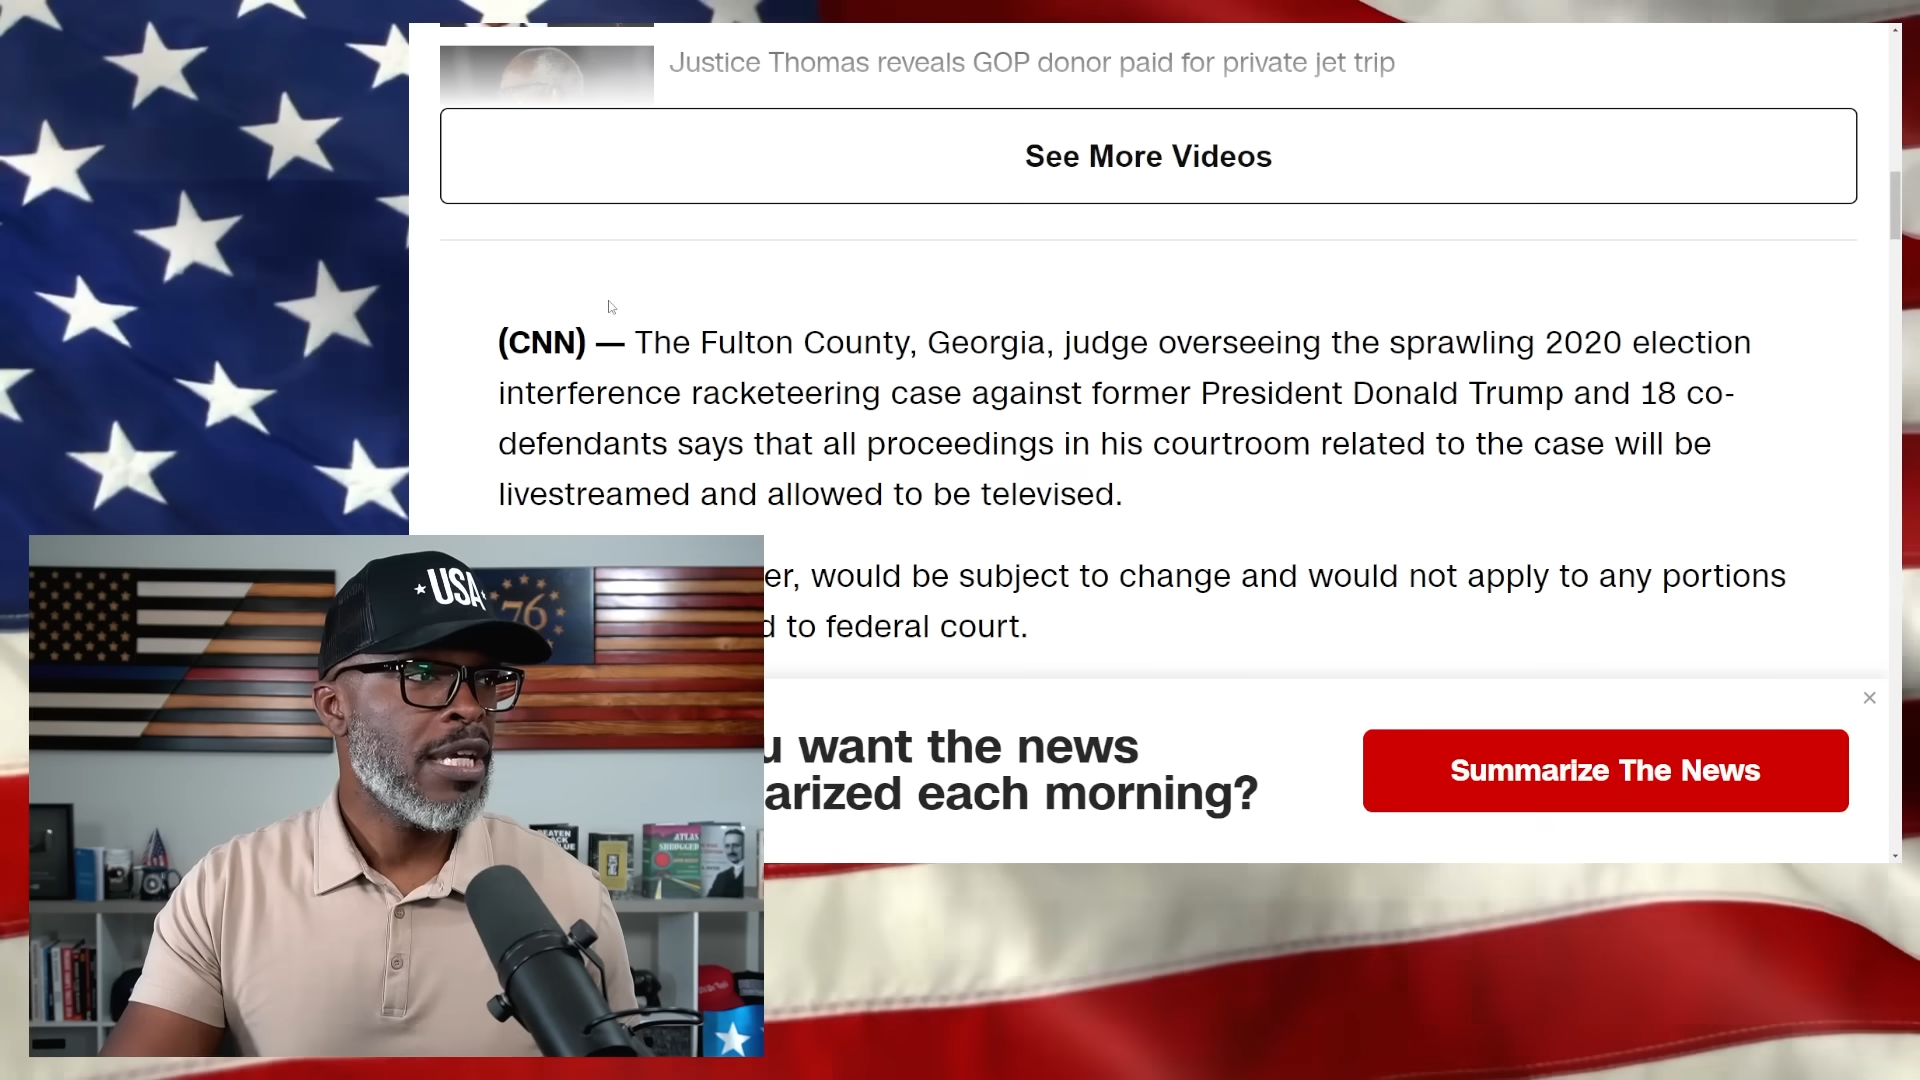 Justice Thomas reveals GOP donor paid for private jet trip
See More Videos
(CNN) — The Fulton County, Georgia, judge overseeing the sprawling 2020 election
interference racketeering case against former President Donald Trump and 18 co-
defendants says that all proceedings in his courtroom related to the case will be
livestreamed and allowed to be televised.
er, would be subject to change and would not apply to any portions
d to federal court.
u want the news
arized each morning?
Summarize The News
USA
76
ATLAS
SHRUGGED